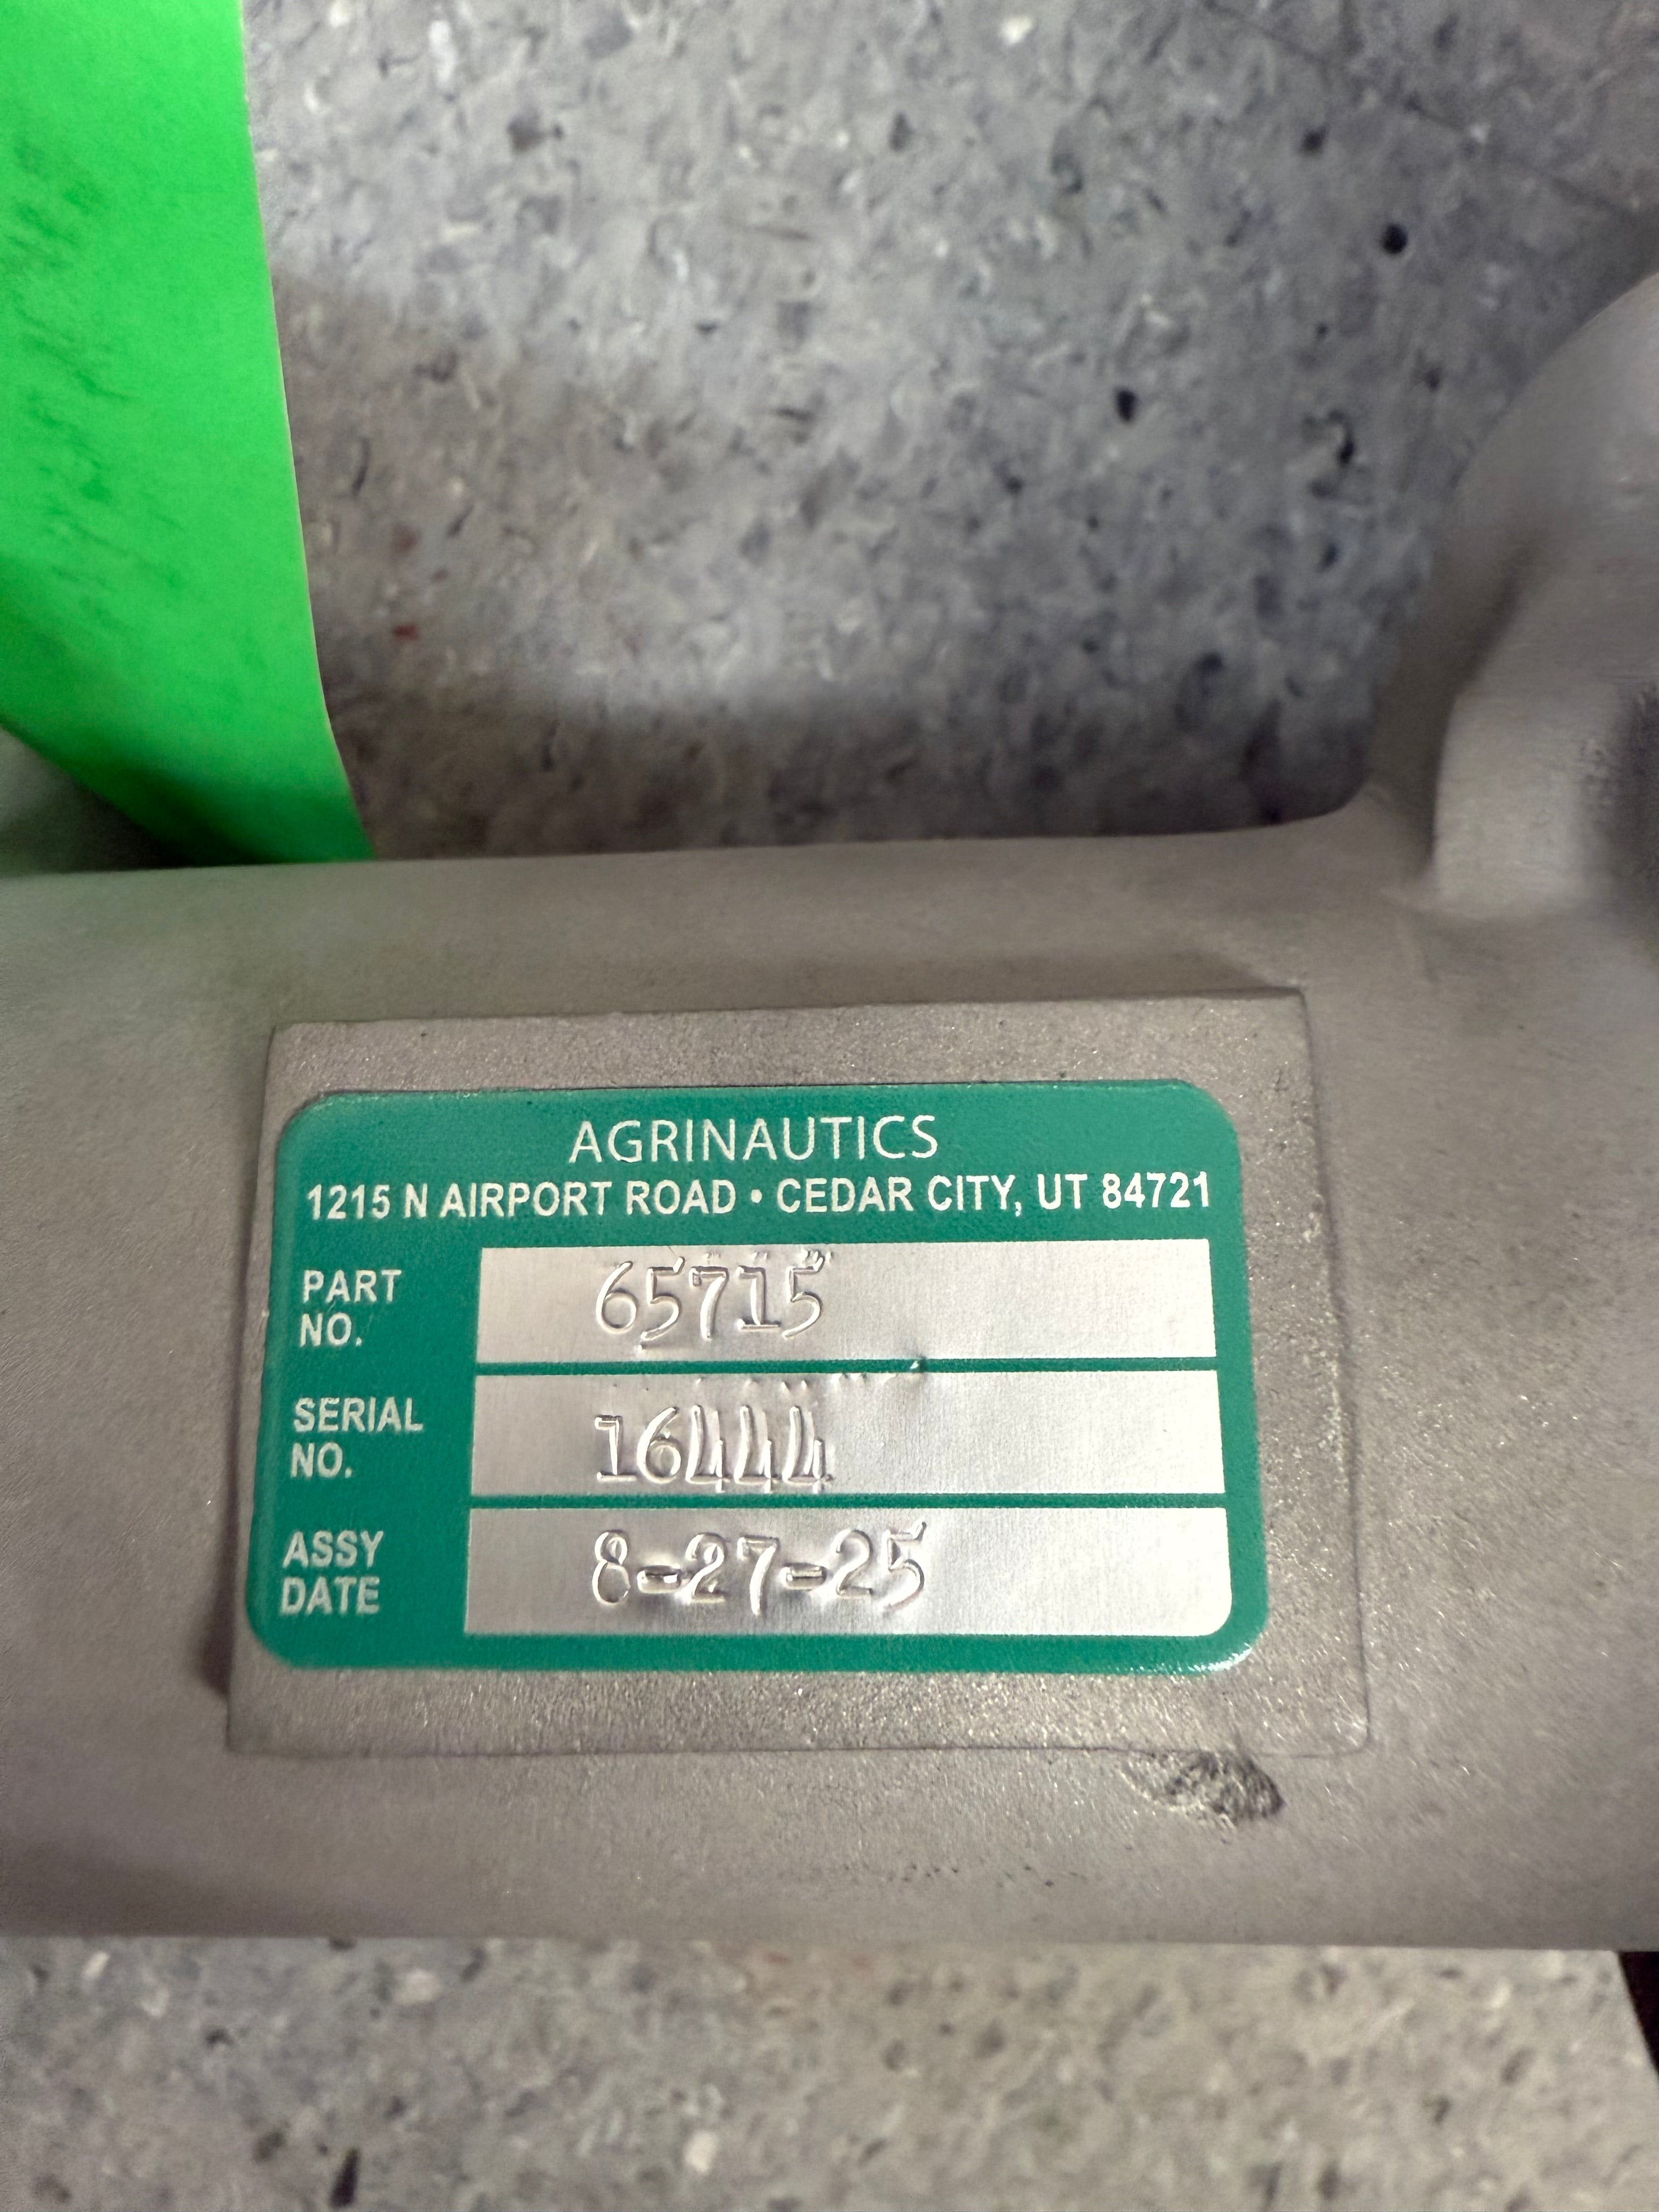 AGRINAUTICS
1215 N AIRPORT ROAD • CEDAR CITY, UT 84721
PART NO.
65715
SERIAL NO.
16444
ASSY DATE
8-27-25